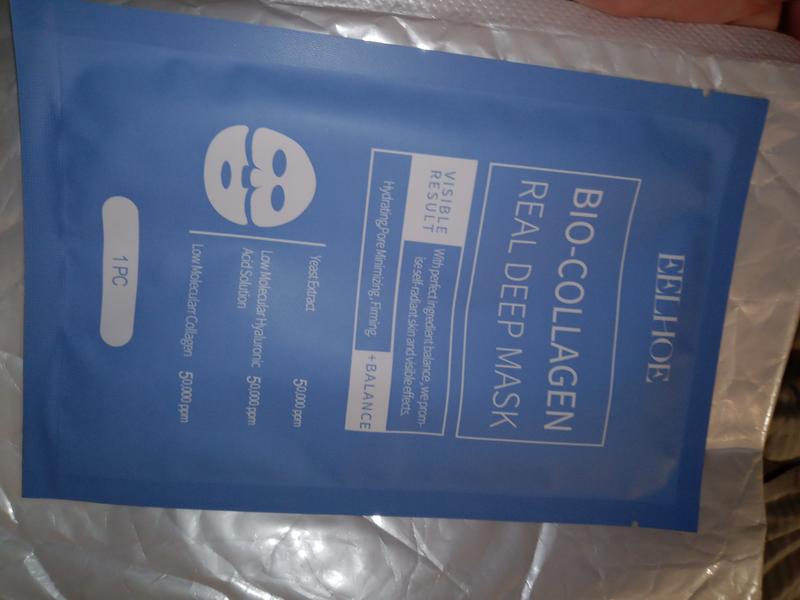 EELHOE
BIO-COLLAGEN
REAL DEEP MASK
VISIBLE
RESULT
With perfect ingredient balance, we prom-
ise self-radiant skin and visible effects.
Hydrating,Pore Minimizing, Firming,
+BALANCE
Yeast Extract 50,000 ppm
Low Molecular Hyaluronic
Acid Solution 50,000 ppm
Low Molecularr Collagen 50,000 ppm
1 PC